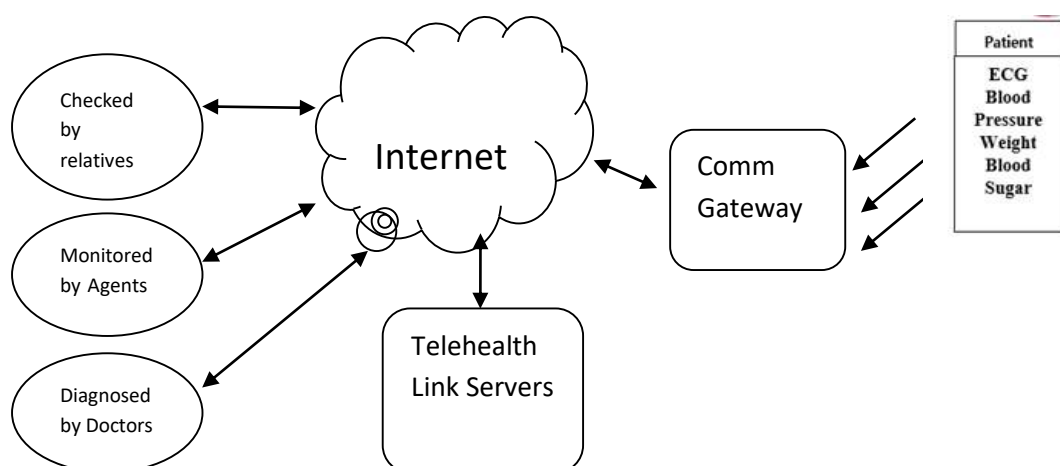 Checked
by
relatives
Monitored
by Agents
Diagnosed
by Doctors
Internet
Telehealth
Link Servers
Comm
Gateway
Patient
ECG
Blood
Pressure
Weight
Blood
Sugar